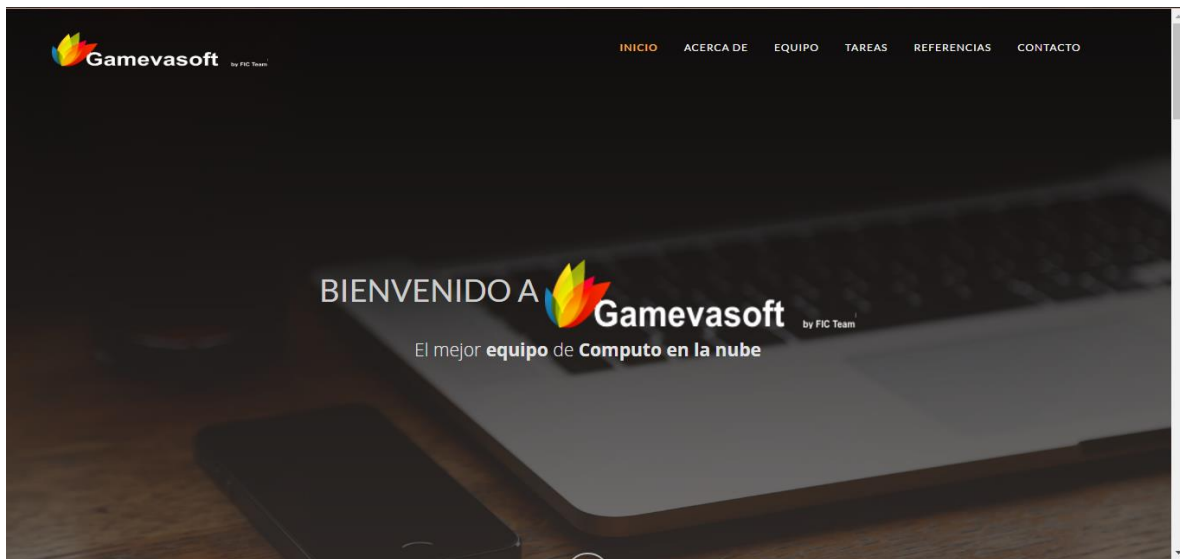 Gamevasoft by FIC Team
INICIO ACERCA DE EQUIPO TAREAS REFERENCIAS CONTACTO
BIENVENIDO A Gamevasoft by FIC Team
El mejor equipo de Computo en la nube